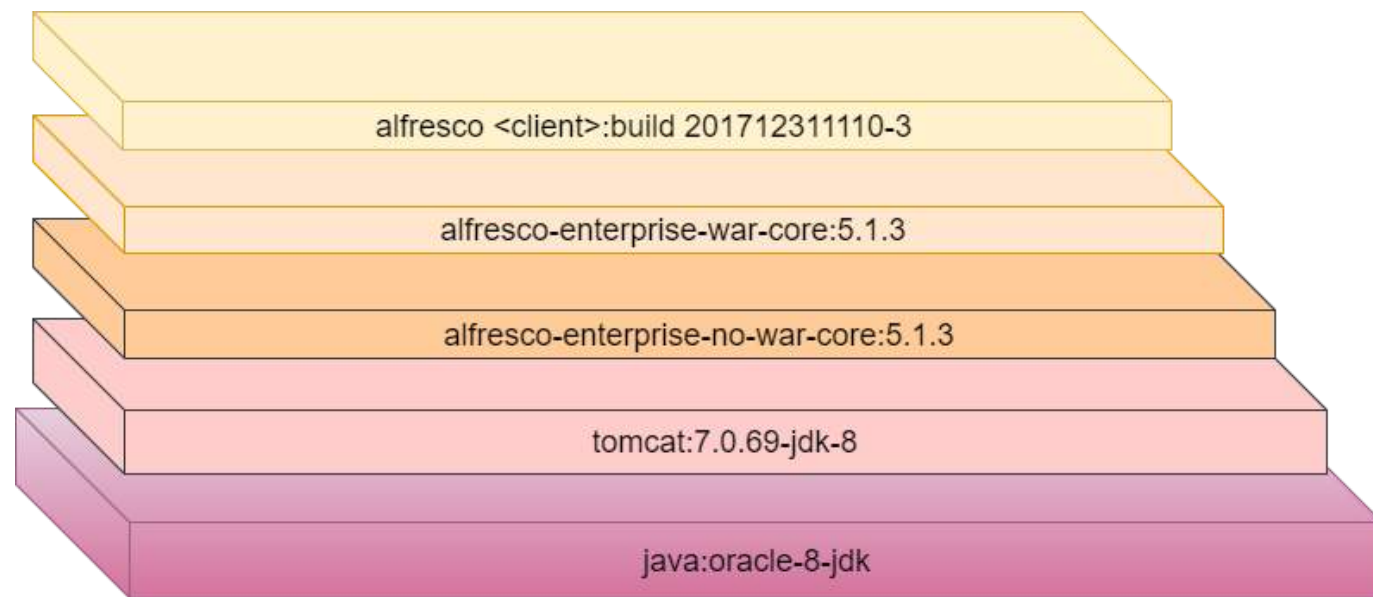 alfresco <client>:build 201712311110-3
alfresco-enterprise-war-core:5.1.3
alfresco-enterprise-no-war-core:5.1.3
tomcat:7.0.69-jdk-8
java:oracle-8-jdk